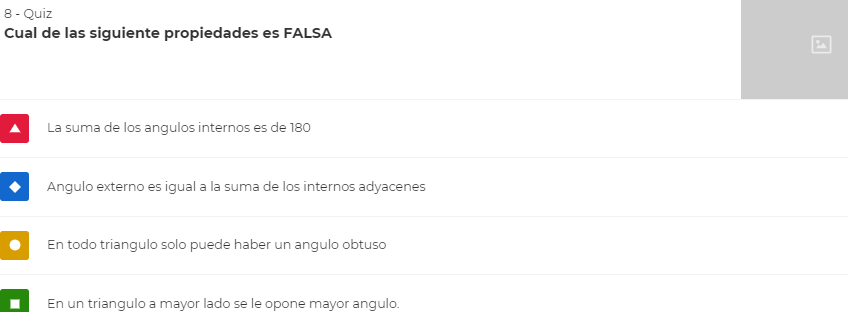 8 - Quiz
Cual de las siguiente propiedades es FALSA
La suma de los angulos internos es de 180
Angulo externo es igual a la suma de los internos adyacenes
En todo triangulo solo puede haber un angulo obtuso
En un triangulo a mayor lado se le opone mayor angulo.